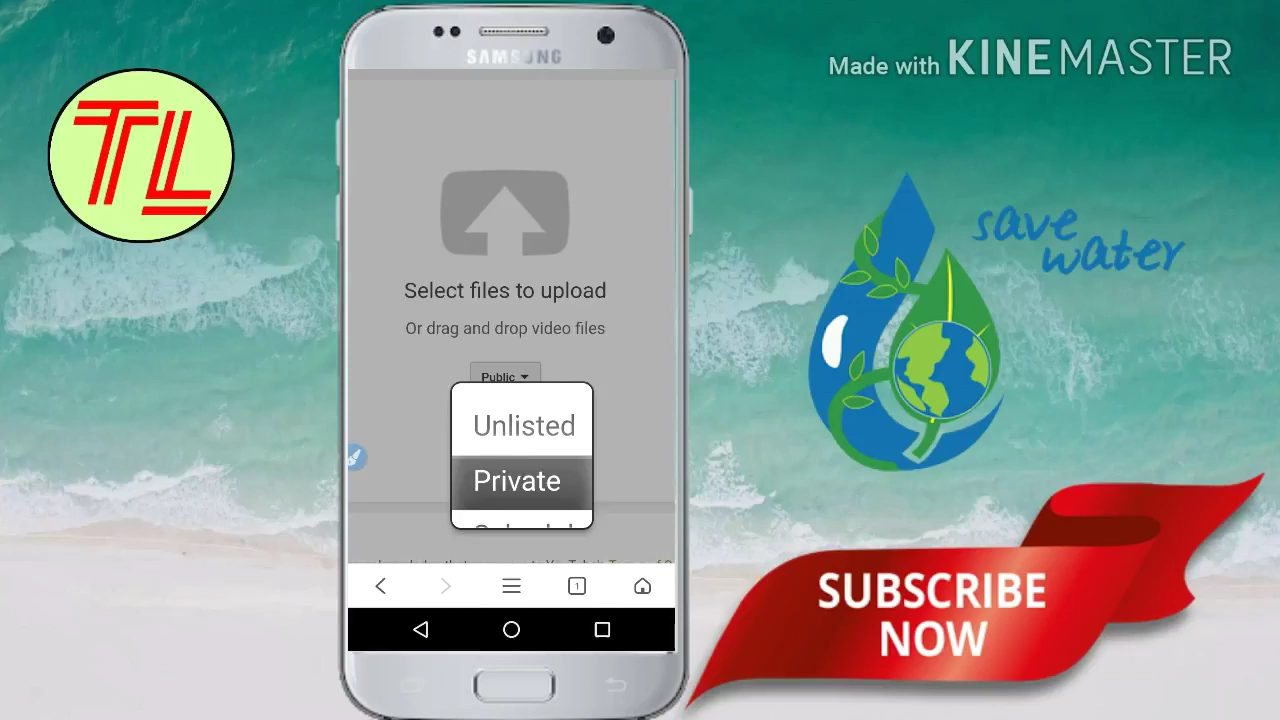 SAMSUNG
Made with KINEMASTER
TL
save
water
Select files to upload
Or drag and drop video files
Public
Unlisted
Private
1
SUBSCRIBE
NOW